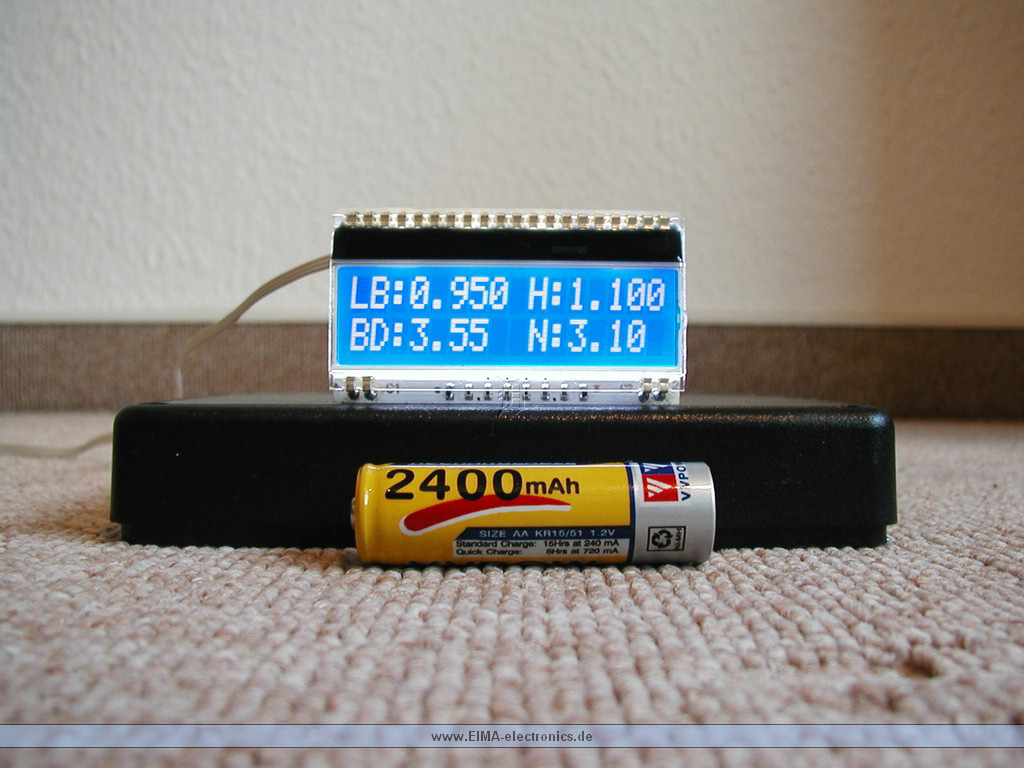 LB:0.950 H:1.100
BD:3.55 N:3.10
2400mAh
SIZE AA KR15/51 1.2V
Standard Charge: 15Hrs at 240 mA
Quick Charge: 5Hrs at 720 mA
www.EIMA-electronics.de